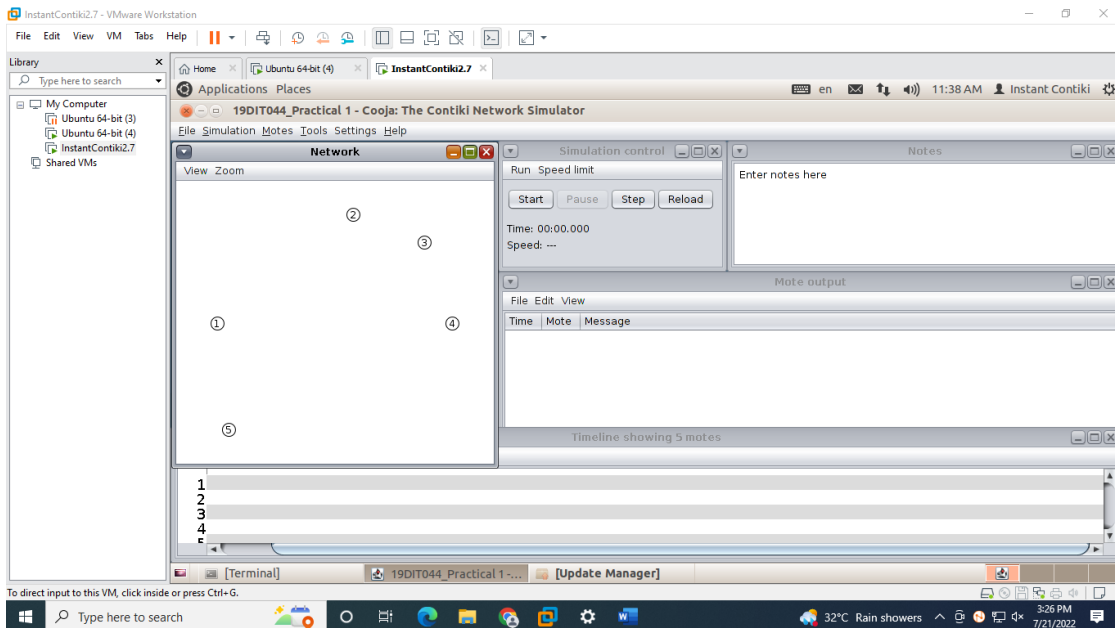 InstantContiki2.7 - VMware Workstation
File Edit View VM Tabs Help
Library
Type here to search
My Computer
Ubuntu 64-bit (3)
Ubuntu 64-bit (4)
InstantContiki2.7
Shared VMs
Home Ubuntu 64-bit (4) InstantContiki2.7
Applications Places en 11:38 AM Instant Contiki
19DIT044_Practical 1 - Cooja: The Contiki Network Simulator
File Simulation Motes Tools Settings Help
Network
View Zoom
2
3
1 4
5
Simulation control
Run Speed limit
Start Pause Step Reload
Time: 00:00.000
Speed: ---
Notes
Enter notes here
Mote output
File Edit View
Time Mote Message
Timeline showing 5 motes
1
2
3
4
5
[Terminal] 19DIT044_Practical 1 -... [Update Manager]
To direct input to this VM, click inside or press Ctrl+G.
Type here to search 32°C Rain showers 3:26 PM
7/21/2022